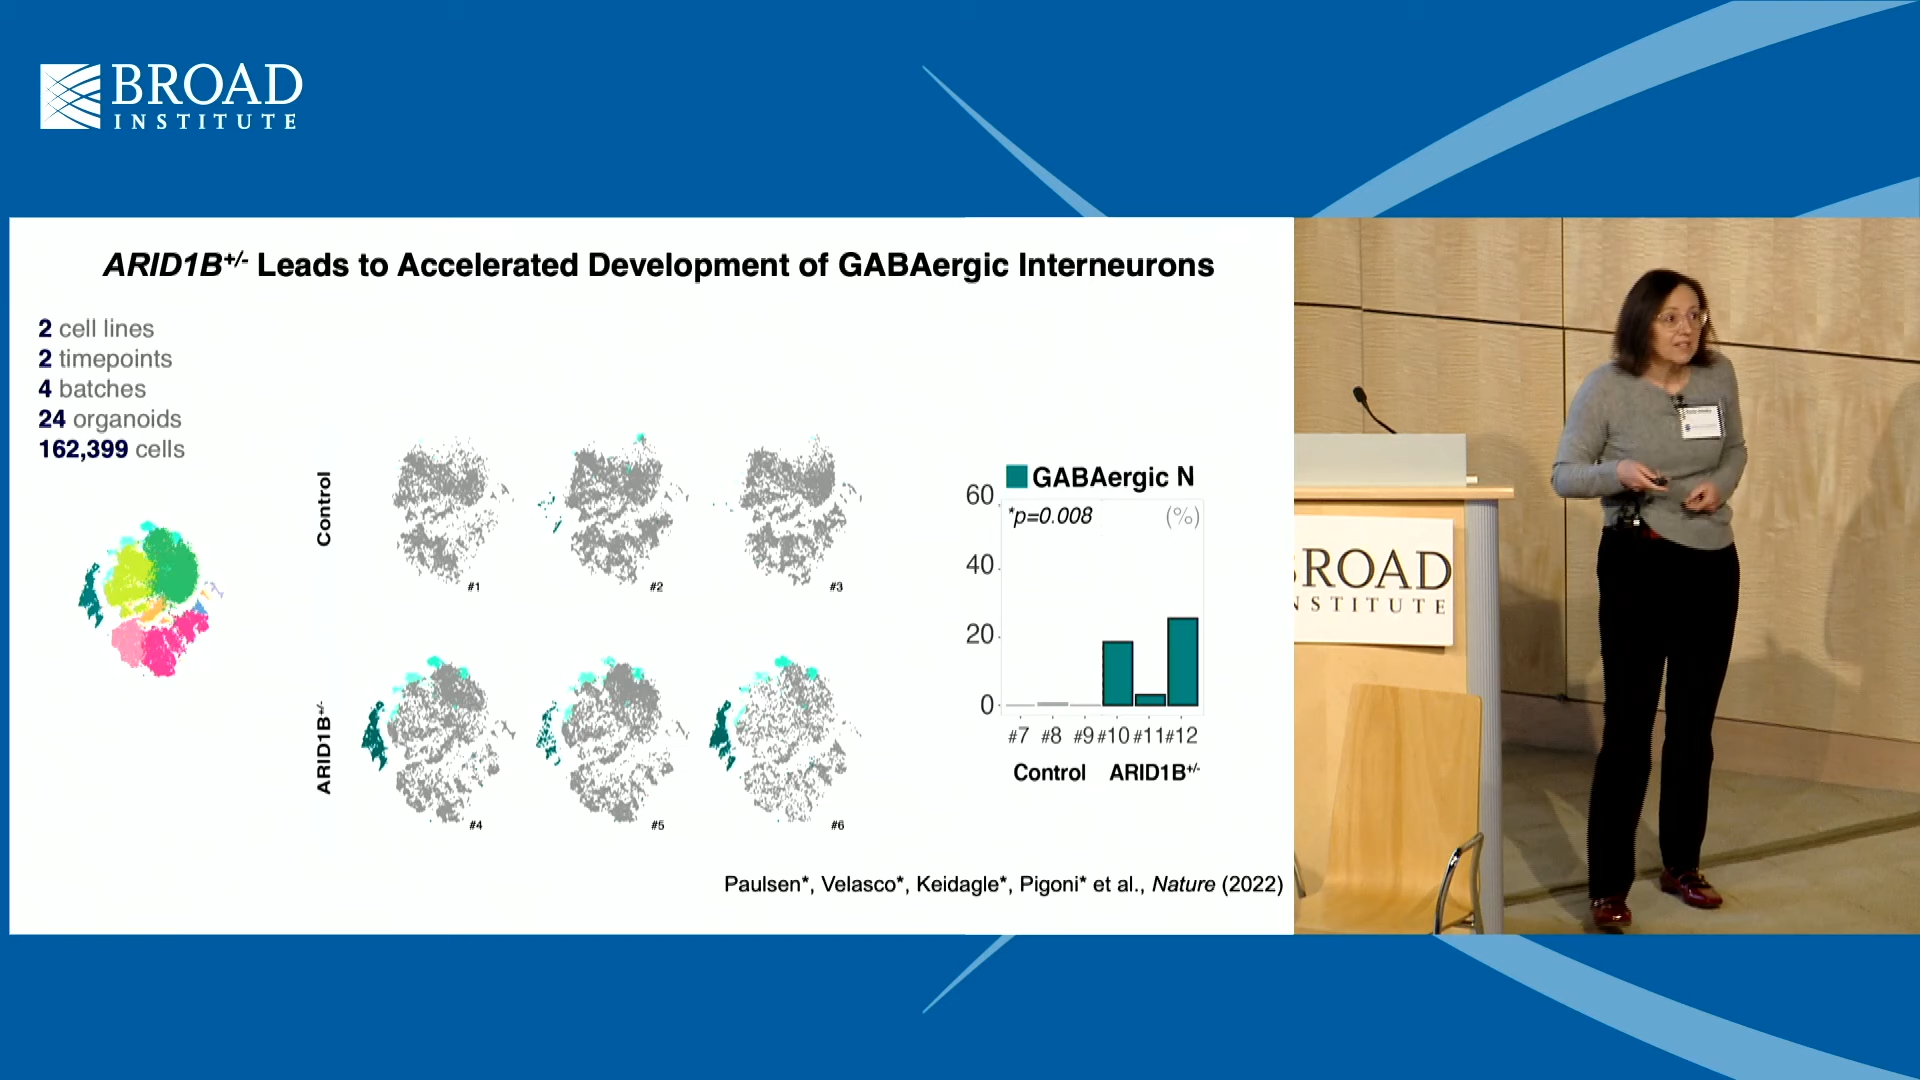 BROAD
INSTITUTE
ARID1B+/- Leads to Accelerated Development of GABAergic Interneurons
2 cell lines
2 timepoints
4 batches
24 organoids
162,399 cells
Control
#1
#2
#3
ARID1B+/-
#4
#5
#6
GABAergic N
*p=0.008
(%)
60
40
20
0
#7 #8 #9 #10 #11 #12
Control ARID1B+/-
Paulsen*, Velasco*, Keidagle*, Pigoni* et al., Nature (2022)
BROAD
INSTITUTE